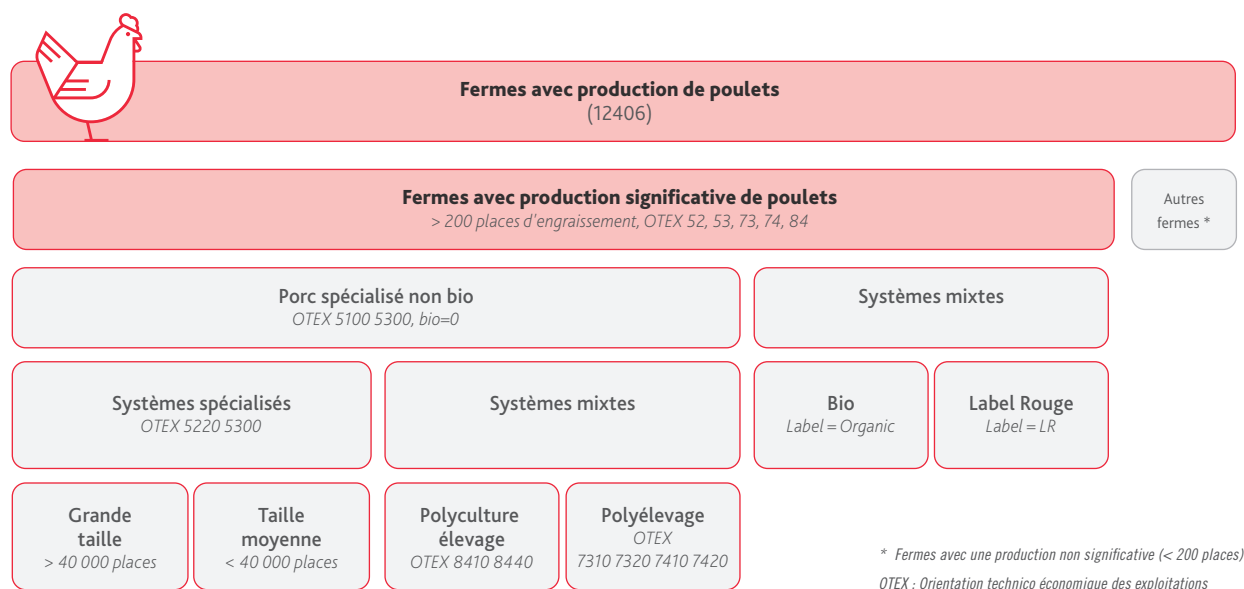 Fermes avec production de poulets
(12406)
Fermes avec production significative de poulets
> 200 places d'engraissement, OTEX 52, 53, 73, 74, 84
Autres
fermes *
Porc spécialisé non bio
OTEX 5100 5300, bio=0
Systèmes mixtes
Systèmes spécialisés
OTEX 5220 5300
Systèmes mixtes
Bio
Label = Organic
Label Rouge
Label = LR
Grande
taille
> 40 000 places
Taille
moyenne
< 40 000 places
Polyculture
élevage
OTEX 8410 8440
Polyélevage
OTEX
7310 7320 7410 7420
* Fermes avec une production non significative (< 200 places)
OTEX : Orientation technico économique des exploitations